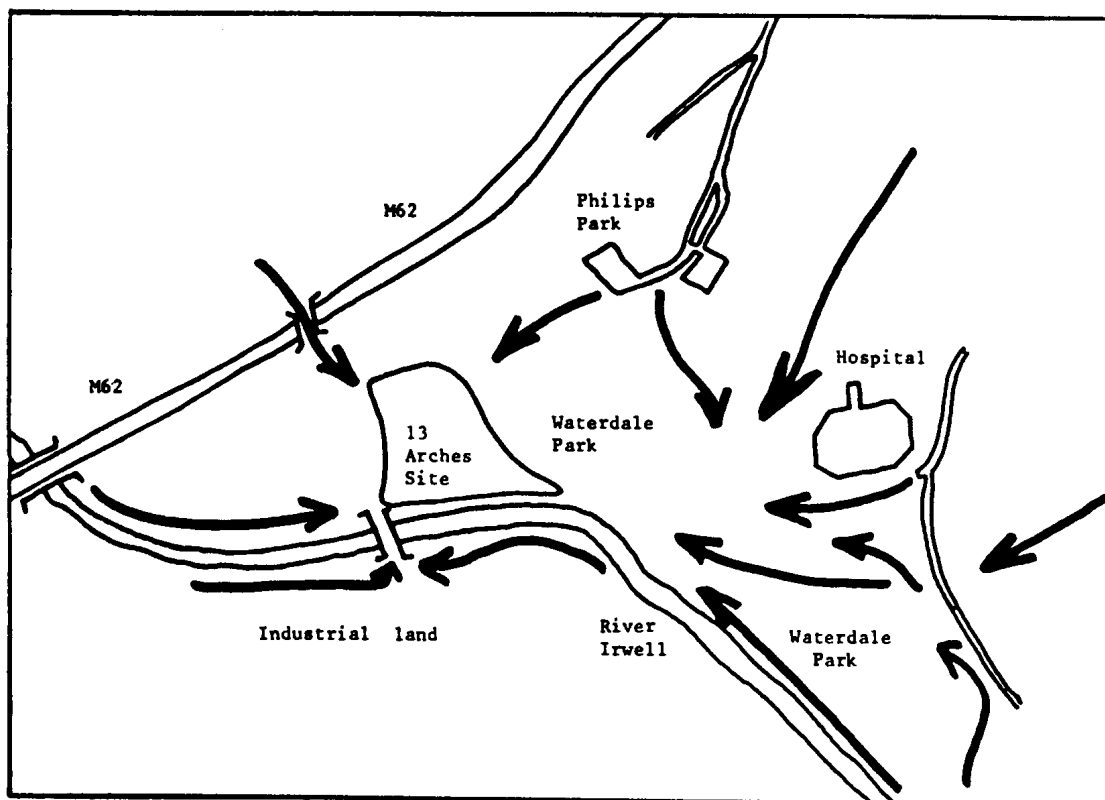 M62
Philips
Park
Hospital
M62
13
Arches
Site
Waterdale
Park
Industrial land
River
Irwell
Waterdale
Park